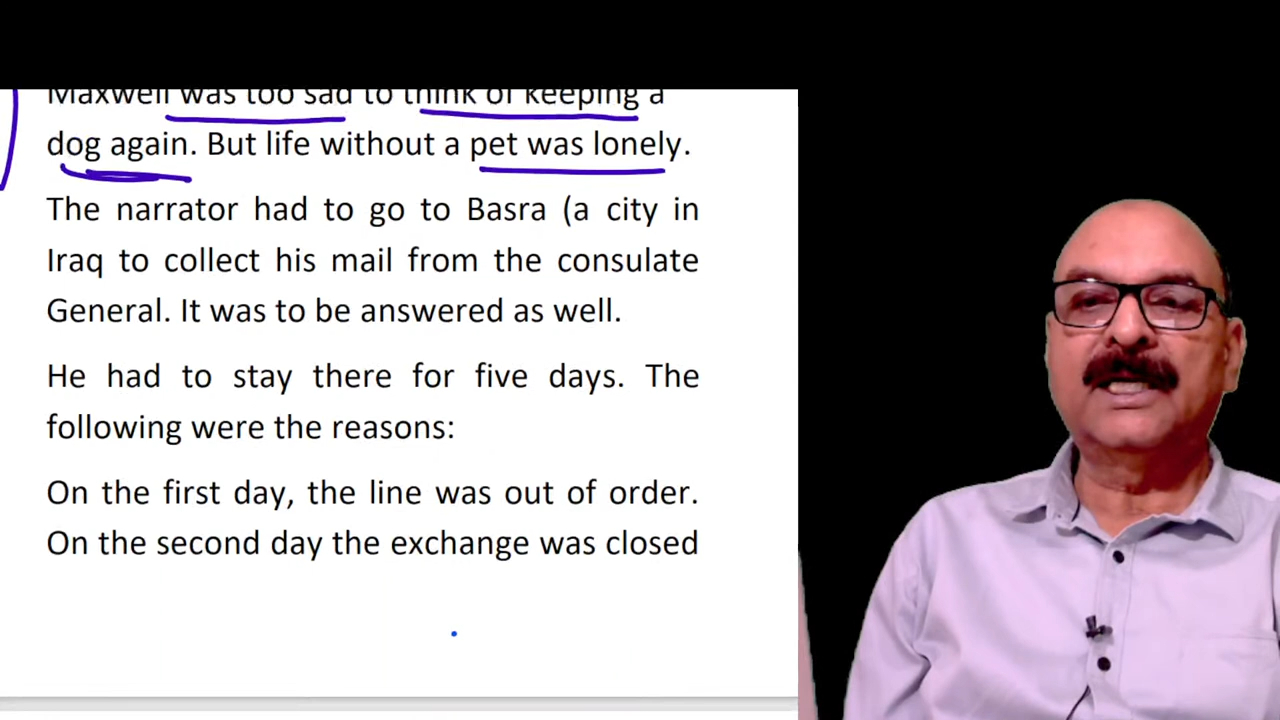 Maxwell was too sad to think of keeping a
dog again. But life without a pet was lonely.
The narrator had to go to Basra (a city in
Iraq to collect his mail from the consulate
General. It was to be answered as well.
He had to stay there for five days. The
following were the reasons:
On the first day, the line was out of order.
On the second day the exchange was closed